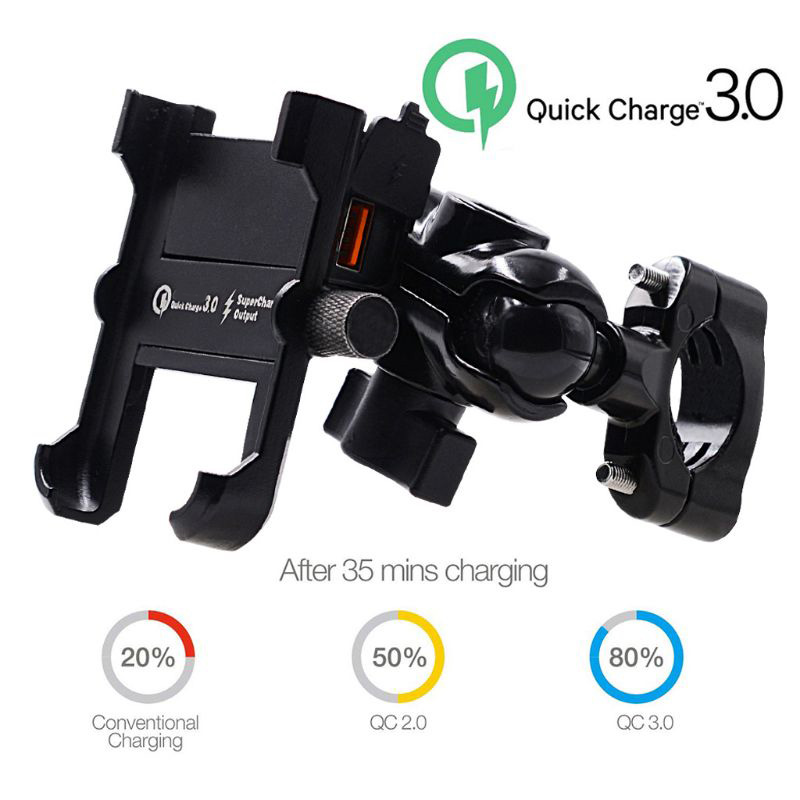 Quick Charge™ 3.0
Quick Charge 3.0
SuperChar
Output
After 35 mins charging
20%
50%
80%
Conventional
Charging
QC 2.0
QC 3.0